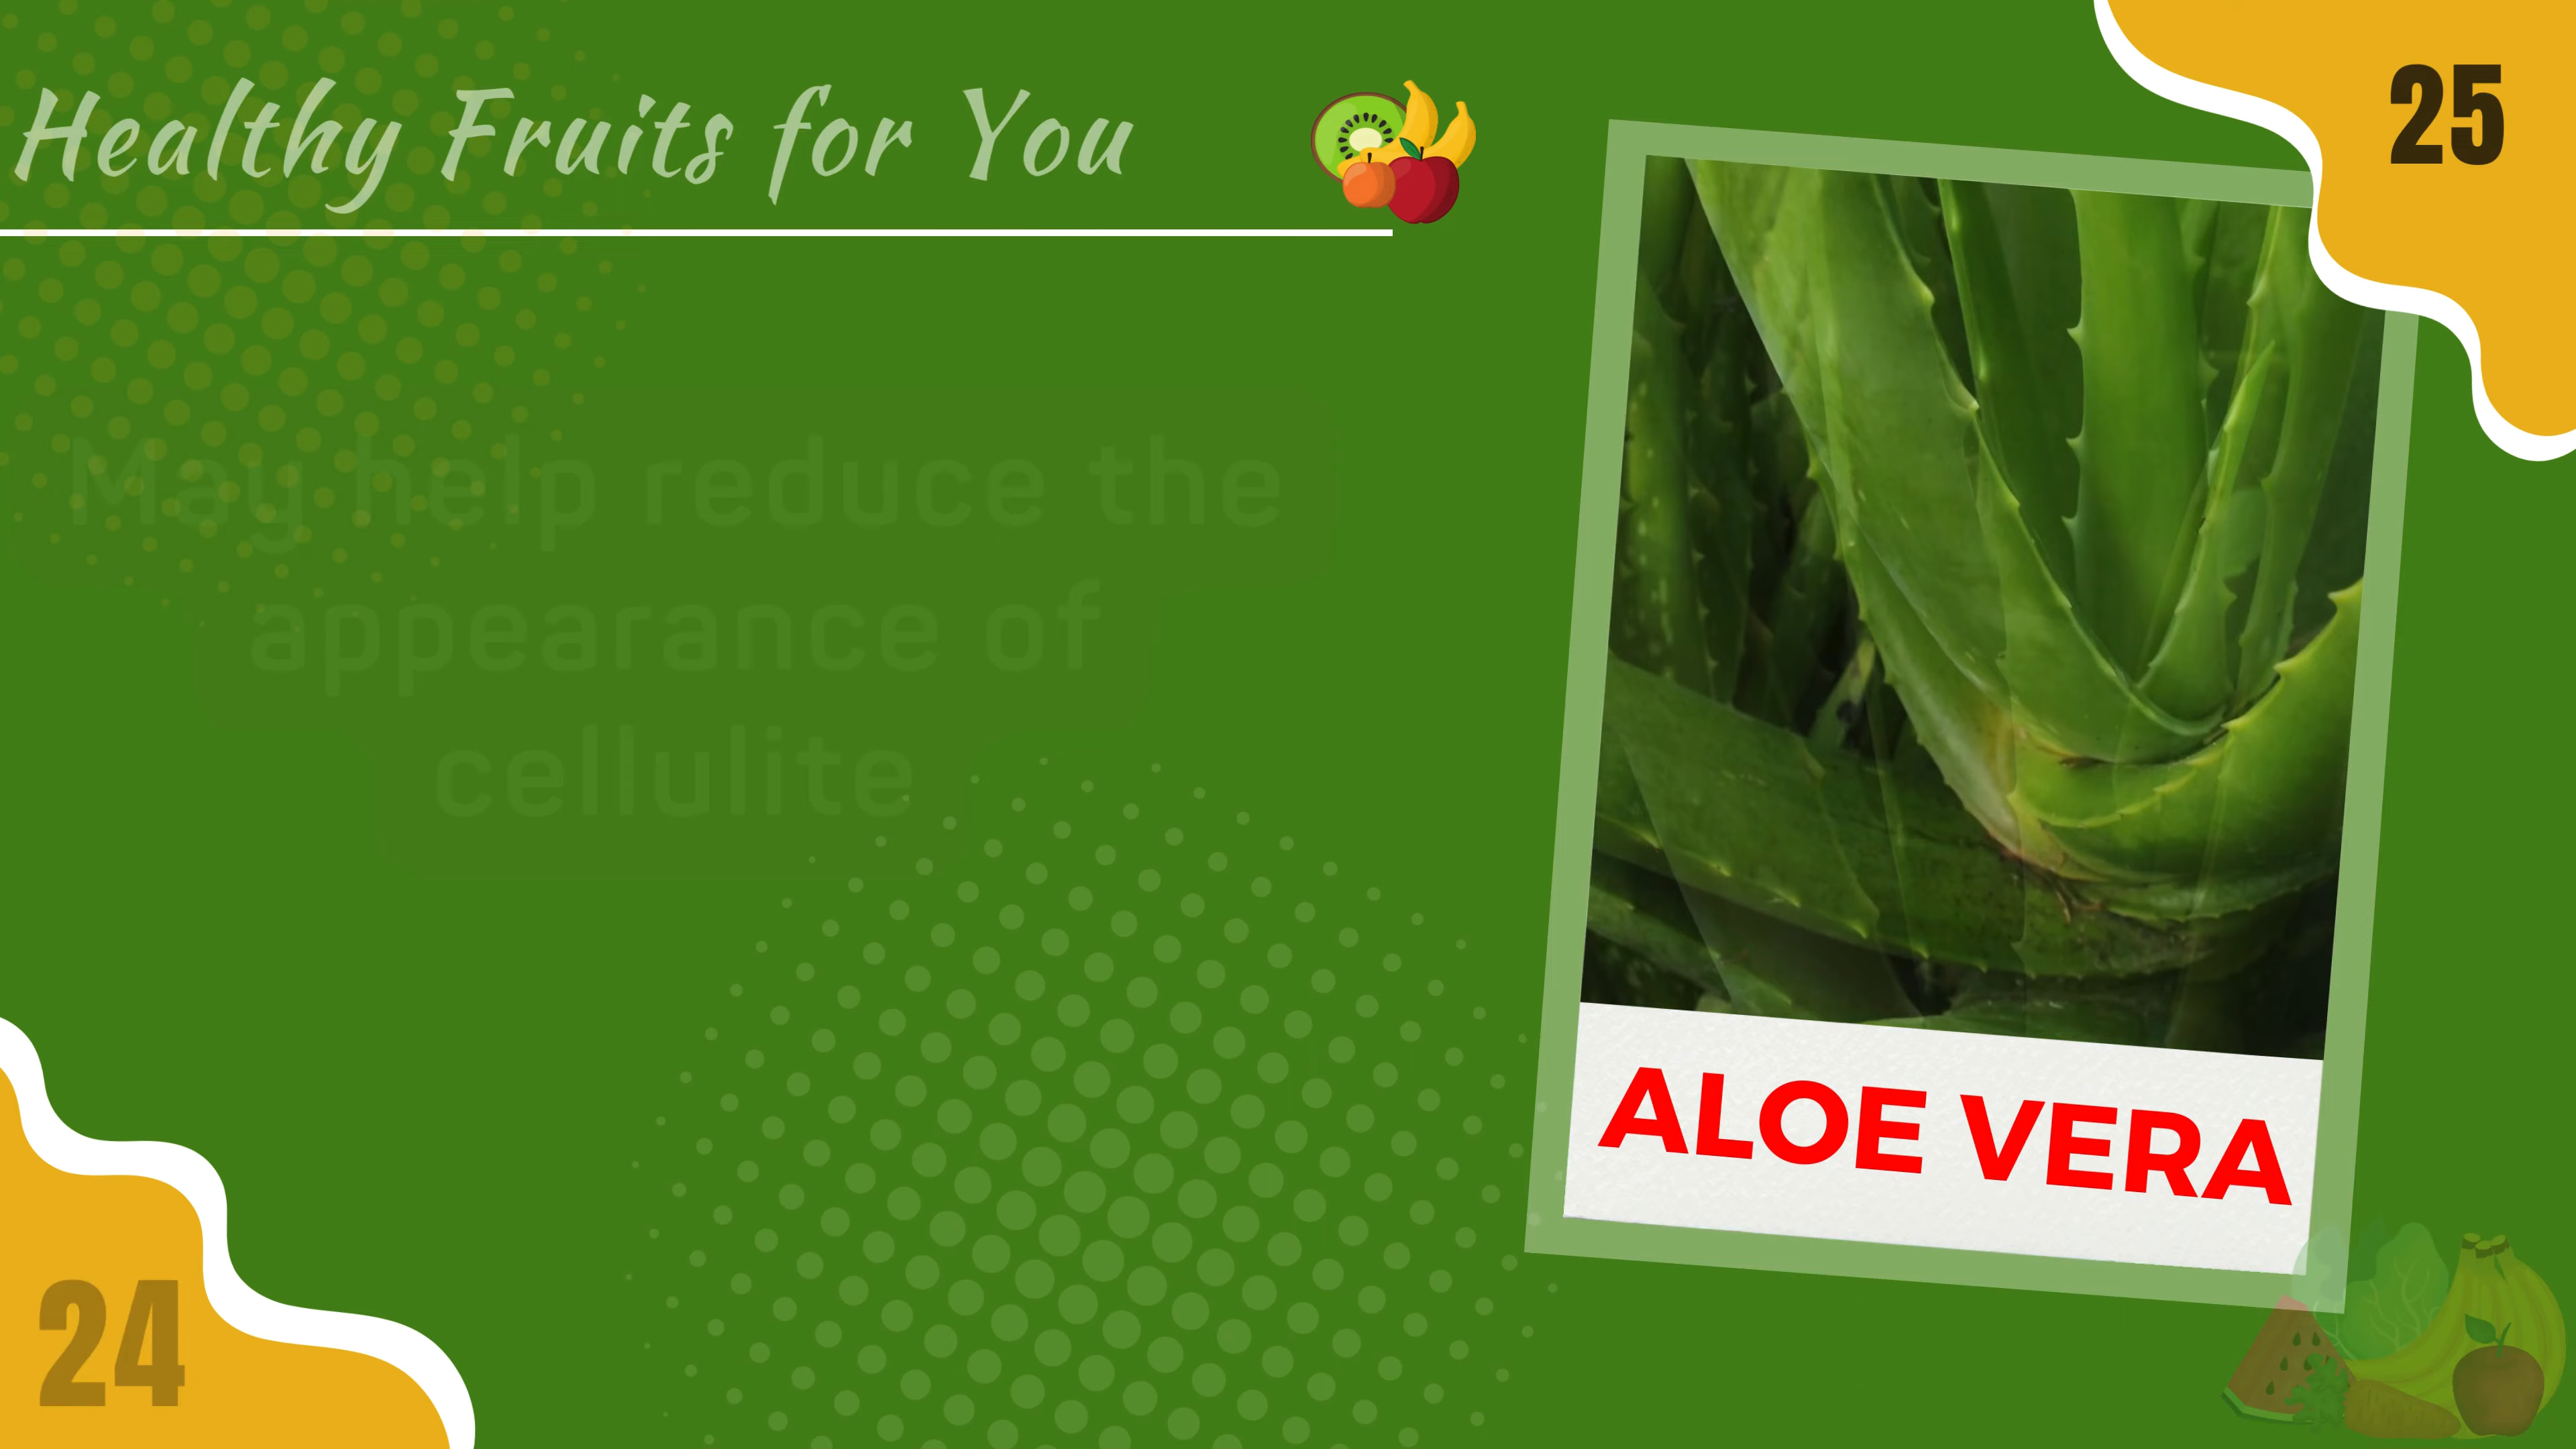 Healthy Fruits for You
25
May help reduce the
appearance of
cellulite
ALOE VERA
24